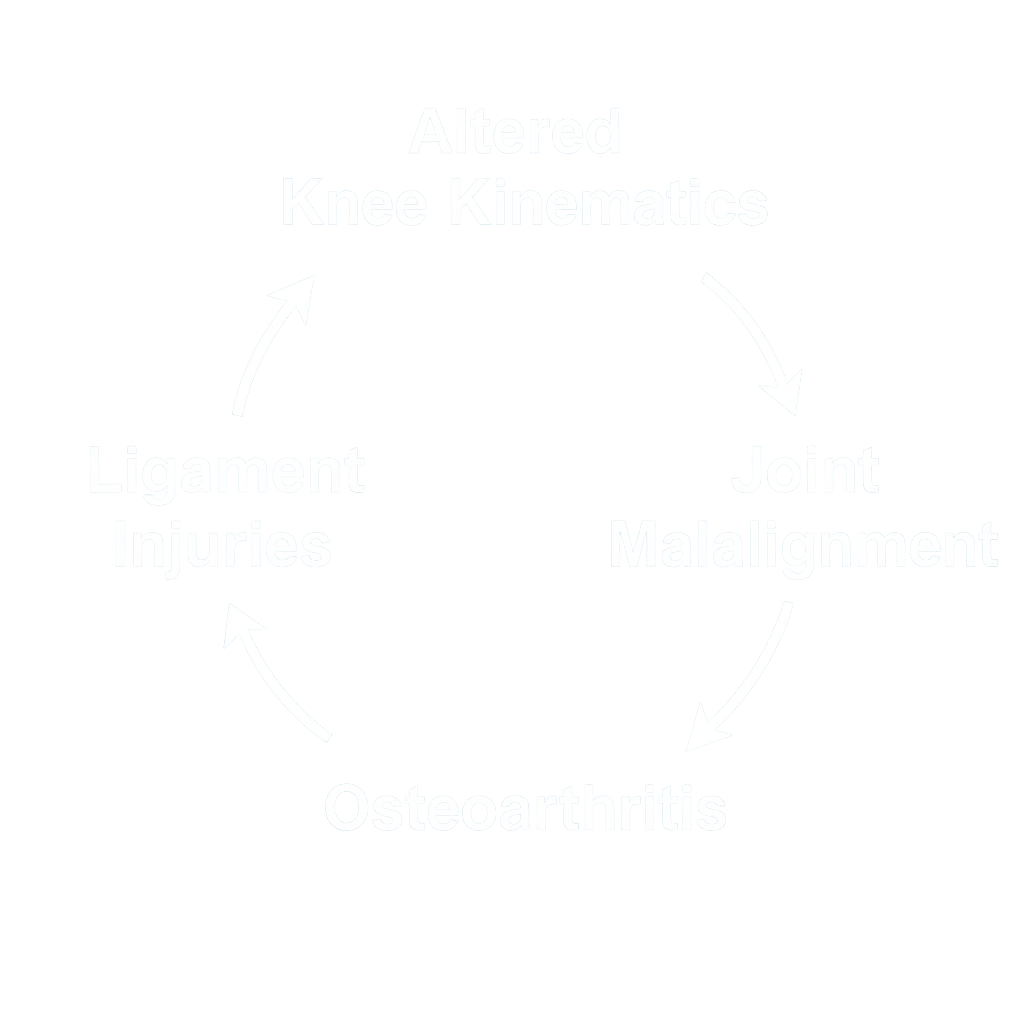 Altered
Knee Kinematics
Ligament
Injuries
Joint
Malalignment
Osteoarthritis